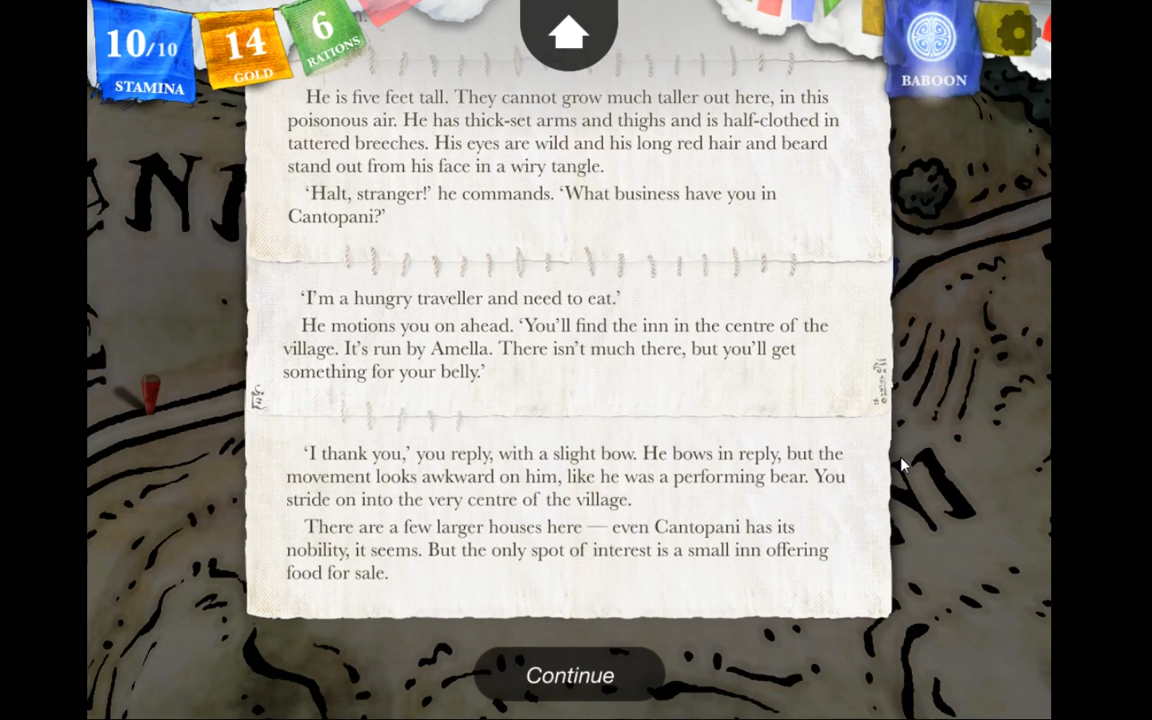 10/10
STAMINA
14
GOLD
6
RATIONS
BABOON
He is five feet tall. They cannot grow much taller out here, in this
poisonous air. He has thick-set arms and thighs and is half-clothed in
tattered breeches. His eyes are wild and his long red hair and beard
stand out from his face in a wiry tangle.
‘Halt, stranger!’ he commands. ‘What business have you in
Cantopani?’
‘I’m a hungry traveller and need to eat.’
He motions you on ahead. ‘You’ll find the inn in the centre of the
village. It’s run by Amella. There isn’t much there, but you’ll get
something for your belly.’
‘I thank you,’ you reply, with a slight bow. He bows in reply, but the
movement looks awkward on him, like he was a performing bear. You
stride on into the very centre of the village.
There are a few larger houses here — even Cantopani has its
nobility, it seems. But the only spot of interest is a small inn offering
food for sale.
Continue